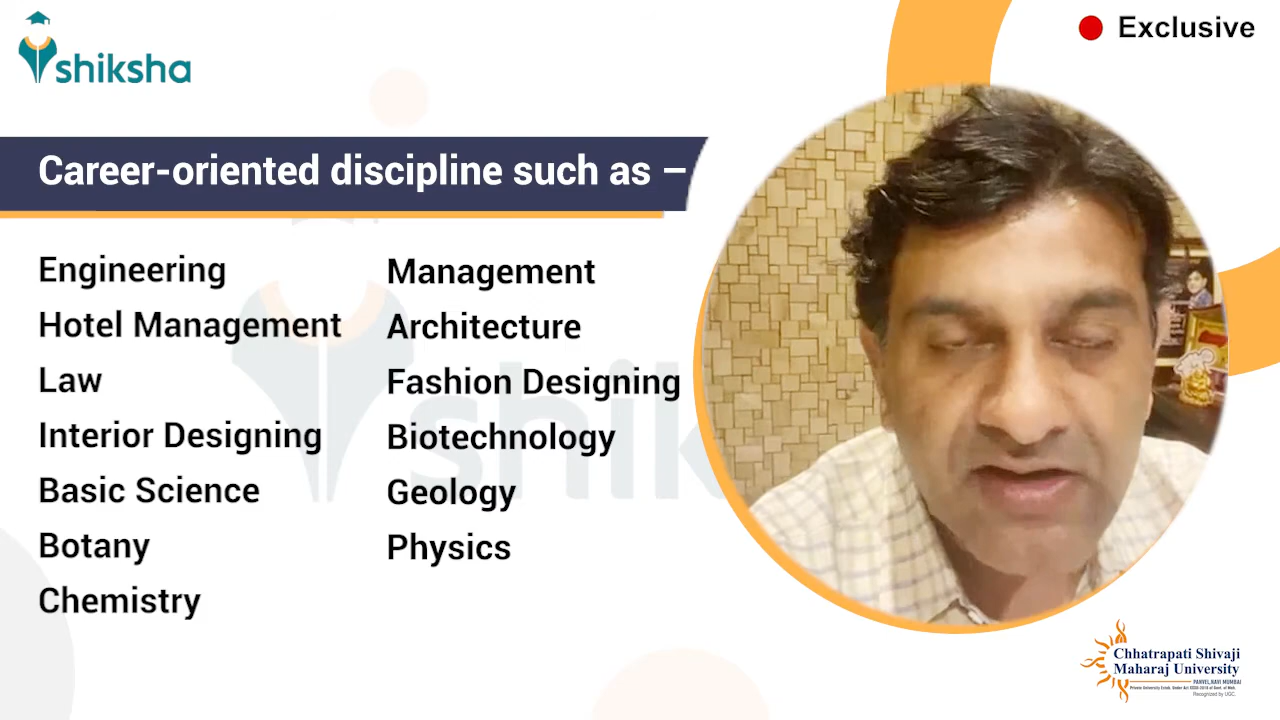 shiksha
Exclusive
Career-oriented discipline such as –
Engineering
Hotel Management
Law
Interior Designing
Basic Science
Botany
Chemistry
Management
Architecture
Fashion Designing
Biotechnology
Geology
Physics
shik
Chhatrapati Shivaji
Maharaj University
PANVEL, NAVI MUMBAI
Recognized by UGC.